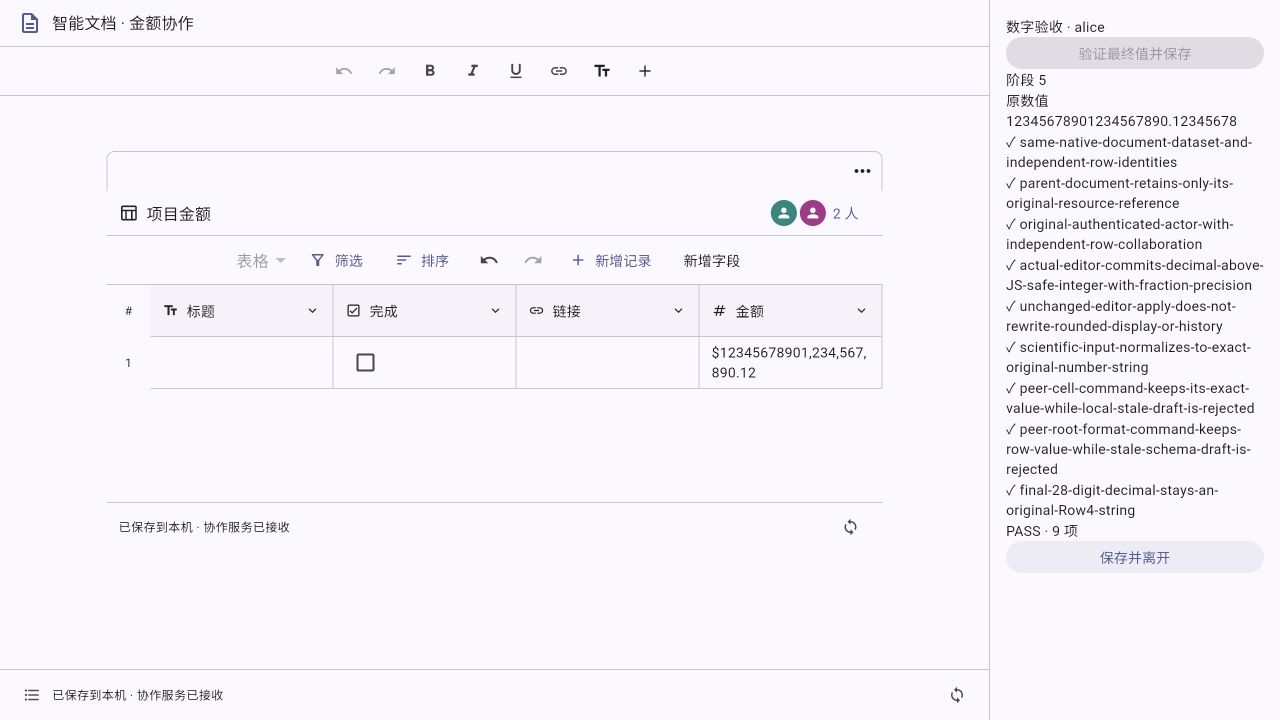 智能文档 · 金额协作
B I U Tт +
项目金额
2 人
表格 筛选 排序 新增记录 新增字段
# Tт 标题 完成 链接 # 金额
1 $12345678901,234,567,
890.12
已保存到本机 · 协作服务已接收
已保存到本机 · 协作服务已接收
数字验收 · alice
验证最终值并保存
阶段 5
原数值
12345678901234567890.12345678
✓ same-native-document-dataset-and-
independent-row-identities
✓ parent-document-retains-only-its-
original-resource-reference
✓ original-authenticated-actor-with-
independent-row-collaboration
✓ actual-editor-commits-decimal-above-
JS-safe-integer-with-fraction-precision
✓ unchanged-editor-apply-does-not-
rewrite-rounded-display-or-history
✓ scientific-input-normalizes-to-exact-
original-number-string
✓ peer-cell-command-keeps-its-exact-
value-while-local-stale-draft-is-rejected
✓ peer-root-format-command-keeps-
row-value-while-stale-schema-draft-is-
rejected
✓ final-28-digit-decimal-stays-an-
original-Row4-string
PASS · 9 项
保存并离开